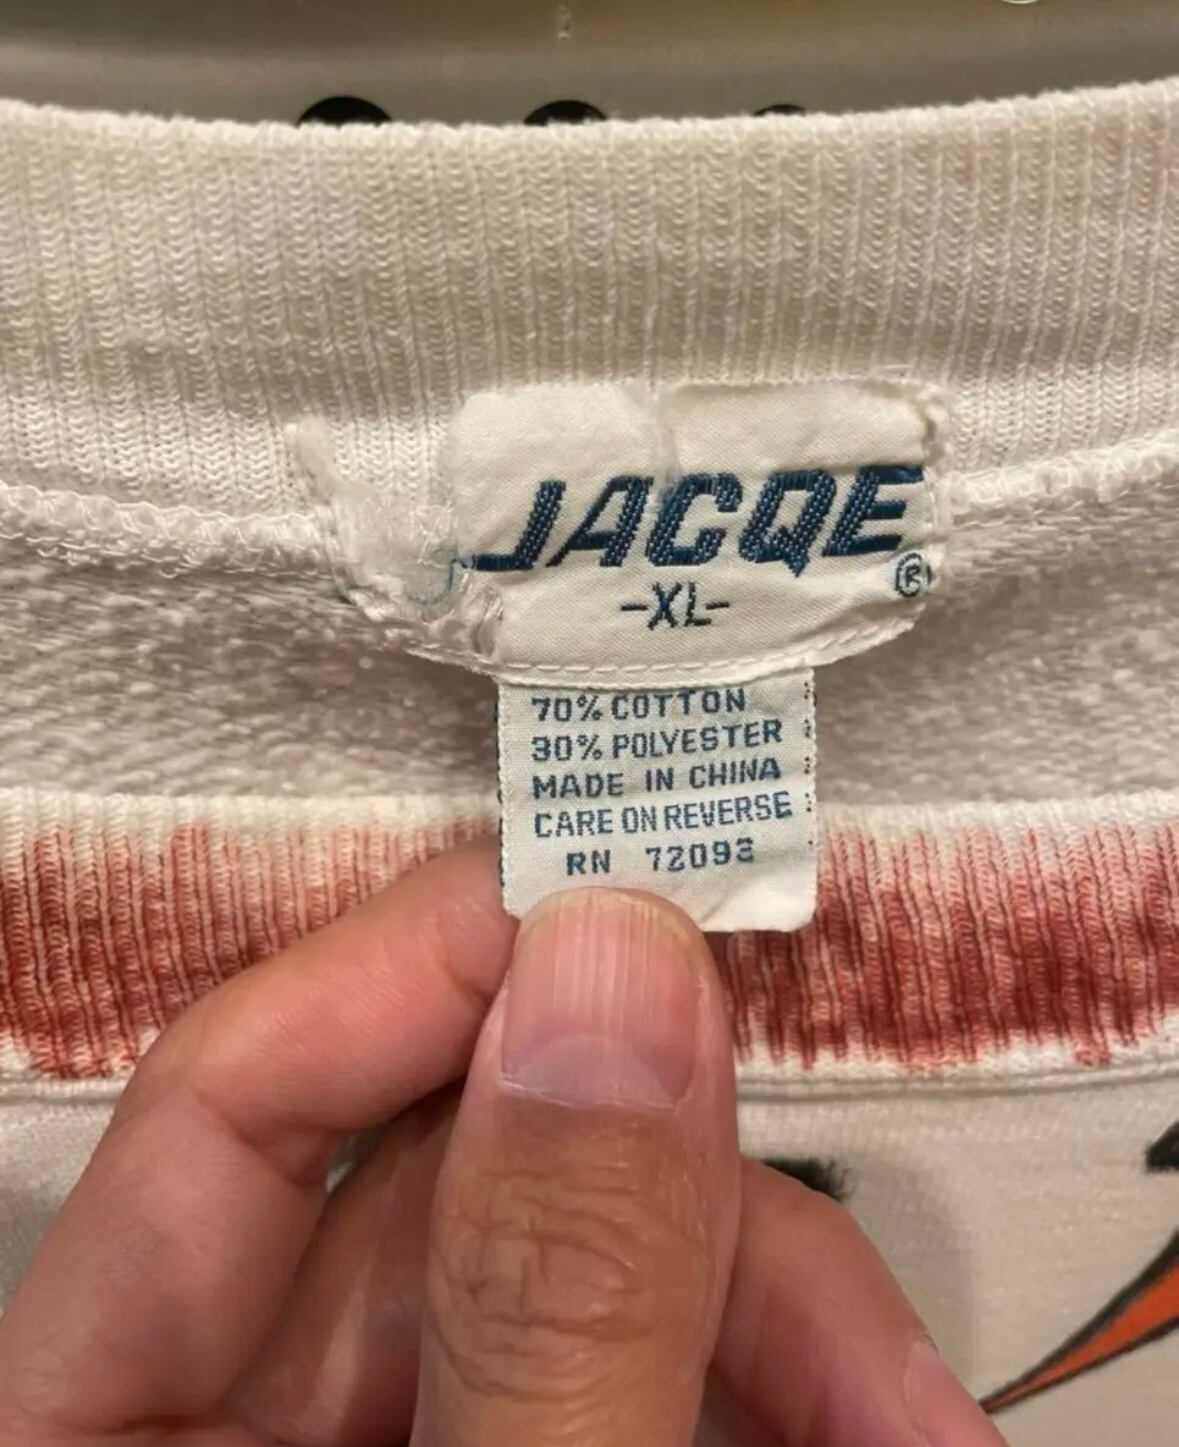 JACQE
®
-XL-
70% COTTON
30% POLYESTER
MADE IN CHINA
CARE ON REVERSE
RN 72093